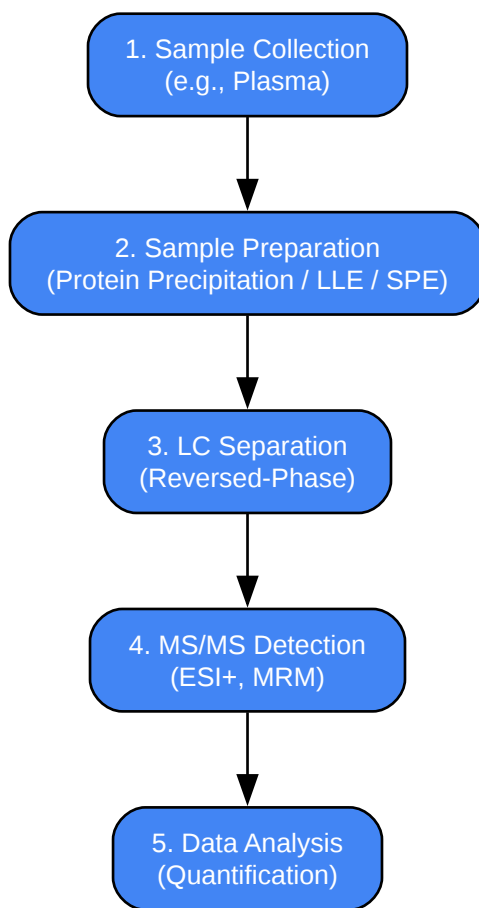 1. Sample Collection
(e.g., Plasma)
2. Sample Preparation
(Protein Precipitation / LLE / SPE)
3. LC Separation
(Reversed-Phase)
4. MS/MS Detection
(ESI+, MRM)
5. Data Analysis
(Quantification)